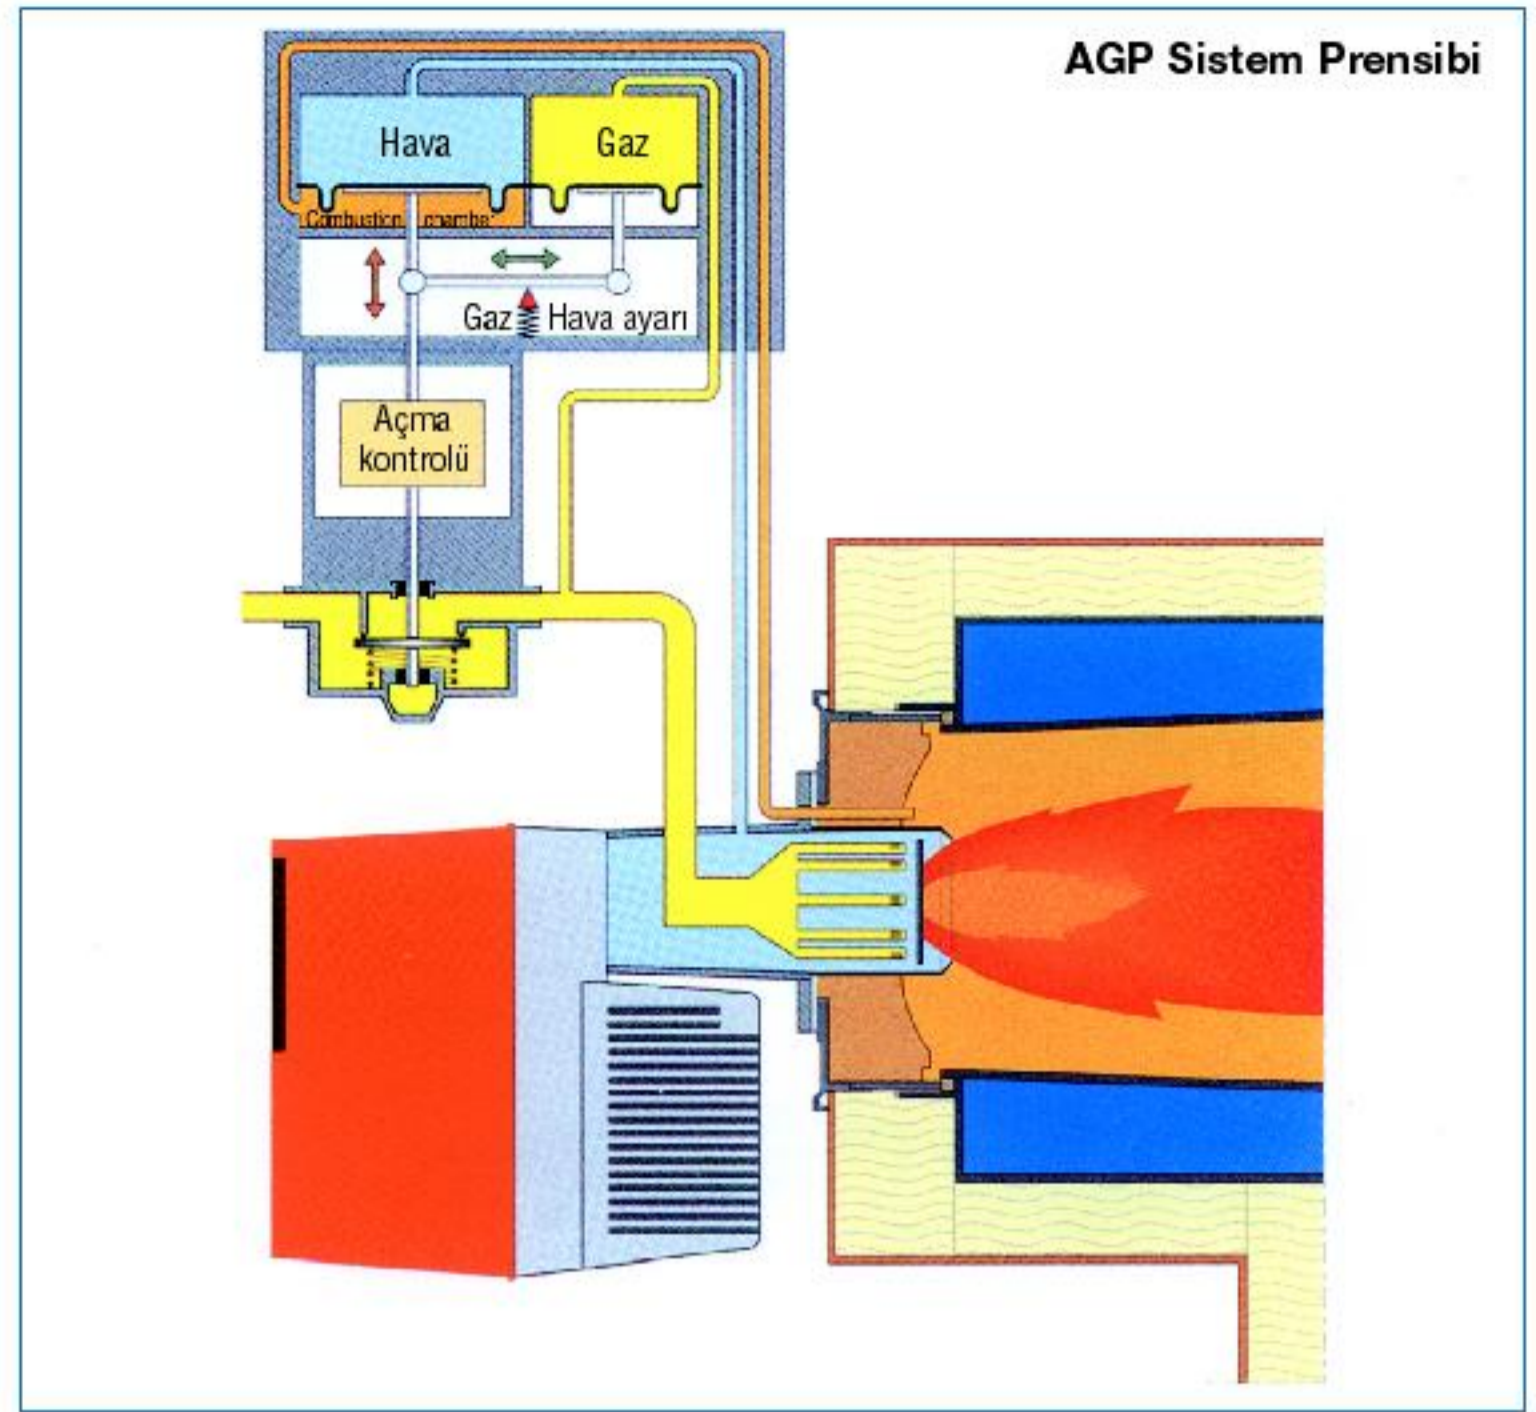 AGP Sistem Prensibi
Hava
Gaz
Combustion chamber
Gaz Hava ayarı
Açma
kontrolü